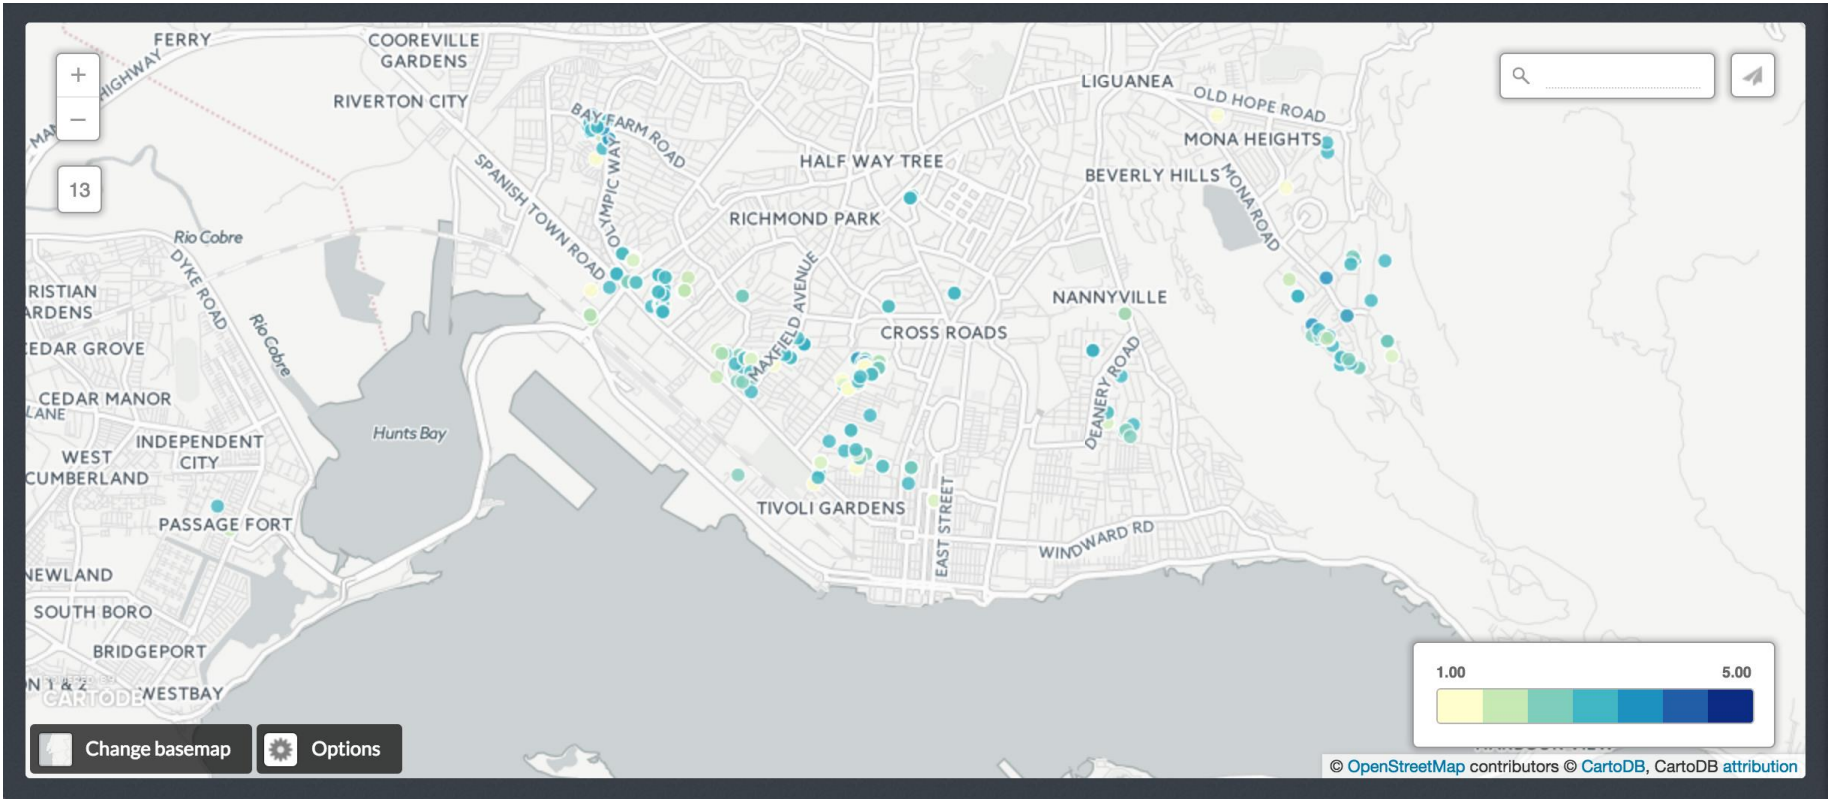 FERRY
COOREVILLE
GARDENS
HIGHWAY
+
−
13
RIVERTON CITY
LIGUANEA
OLD HOPE ROAD
BAY FARM ROAD
MONA HEIGHTS
SPANISH TOWN ROAD
OLYMPIC WAY
HALF WAY TREE
BEVERLY HILLS
MONA ROAD
RICHMOND PARK
Rio Cobre
DYKE ROAD
RISTIAN
ARDENS
Rio Cobre
MAXFIELD AVENUE
NANNYVILLE
CROSS ROADS
EDAR GROVE
DEANERY ROAD
CEDAR MANOR
LANE
Hunts Bay
INDEPENDENT
CITY
WEST
CUMBERLAND
TIVOLI GARDENS
EAST STREET
PASSAGE FORT
WINDWARD RD
NEWLAND
SOUTH BORO
BRIDGEPORT
N 1 & 2
POWERED BY
CARTODB
WESTBAY
1.00 5.00
Change basemap
Options
© OpenStreetMap contributors © CartoDB, CartoDB attribution